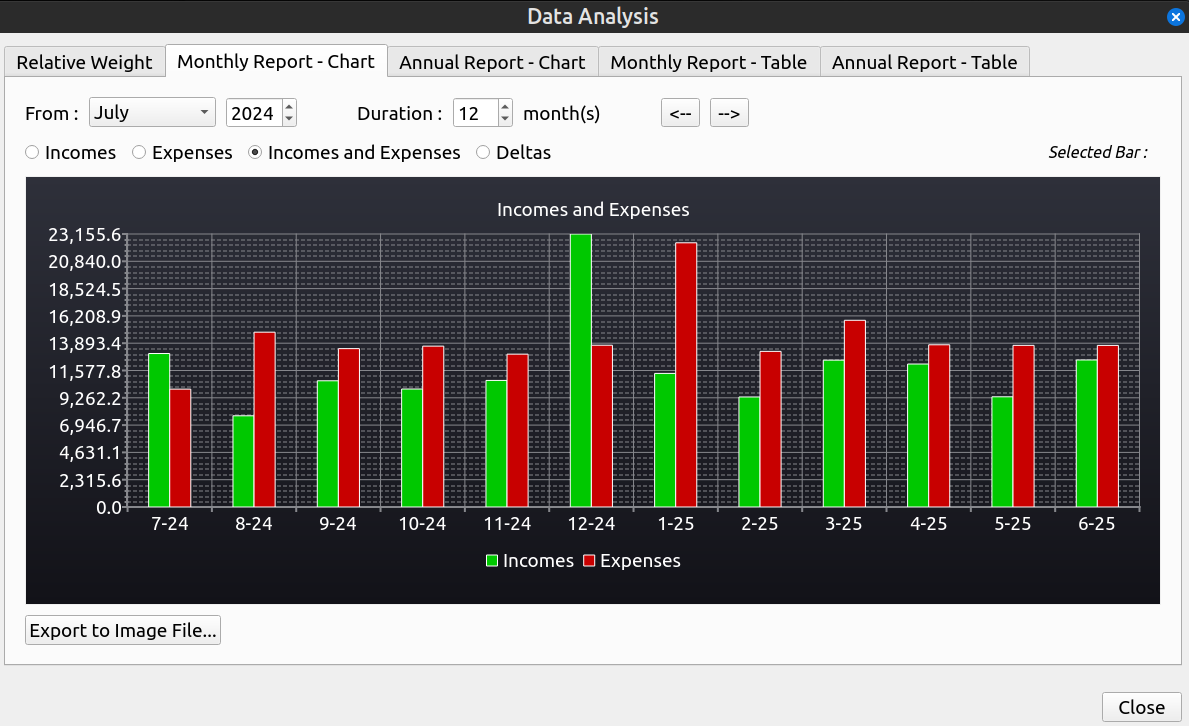 Data Analysis
Relative Weight Monthly Report - Chart Annual Report - Chart Monthly Report - Table Annual Report - Table
From : July 2024 Duration : 12 month(s) <-- -->
Incomes Expenses Incomes and Expenses Deltas Selected Bar :
Incomes and Expenses
23,155.6
20,840.0
18,524.5
16,208.9
13,893.4
11,577.8
9,262.2
6,946.7
4,631.1
2,315.6
0.0
7-24 8-24 9-24 10-24 11-24 12-24 1-25 2-25 3-25 4-25 5-25 6-25
Incomes Expenses
Export to Image File...
Close